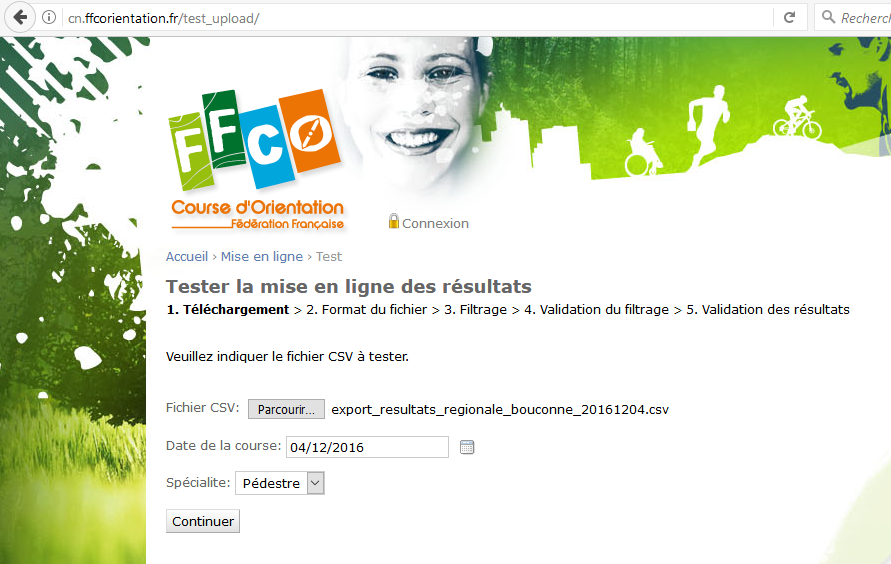 cn.ffcorientation.fr/test_upload/
Recherch
FFCO
Course d'Orientation
Fédération Française
Connexion
Accueil › Mise en ligne › Test
Tester la mise en ligne des résultats
1. Téléchargement > 2. Format du fichier > 3. Filtrage > 4. Validation du filtrage > 5. Validation des résultats
Veuillez indiquer le fichier CSV à tester.
Fichier CSV: Parcourir... export_resultats_regionale_bouconne_20161204.csv
Date de la course: 04/12/2016
Spécialite: Pédestre
Continuer